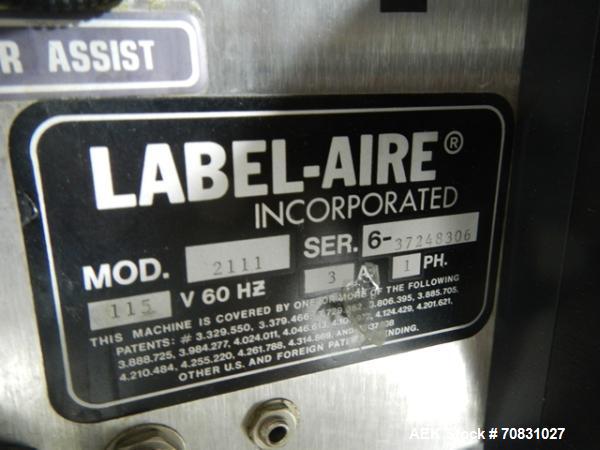 R ASSIST
LABEL-AIRE®
INCORPORATED
MOD. 2111 SER. 6-37248306
115 V 60 HZ 3 A 1 PH.
THIS MACHINE IS COVERED BY ONE OR MORE OF THE FOLLOWING
PATENTS: # 3.329.550, 3.379.466, 3.806.395, 3.885.705,
3.888.725, 3.984.277, 4.024.011, 4.046.613, 4.124.429, 4.201.621,
4.210.484, 4.255.220, 4.261.788, 4.314.869,
OTHER U.S. AND FOREIGN PATENTS PENDING.
AEK Stock # 70831027